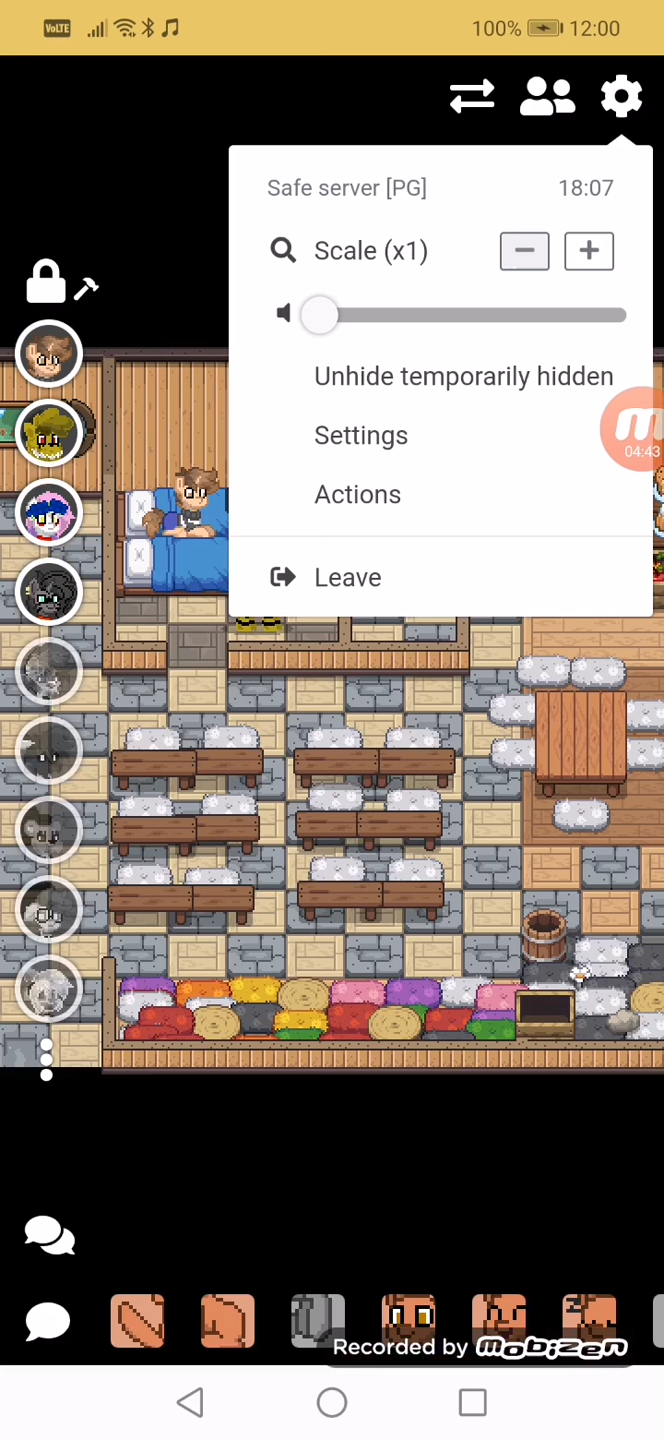 VoLTE 100% 12:00
Safe server [PG] 18:07
Scale (x1)
Unhide temporarily hidden
Settings
04:43
Actions
Leave
Z
Recorded by mobizen